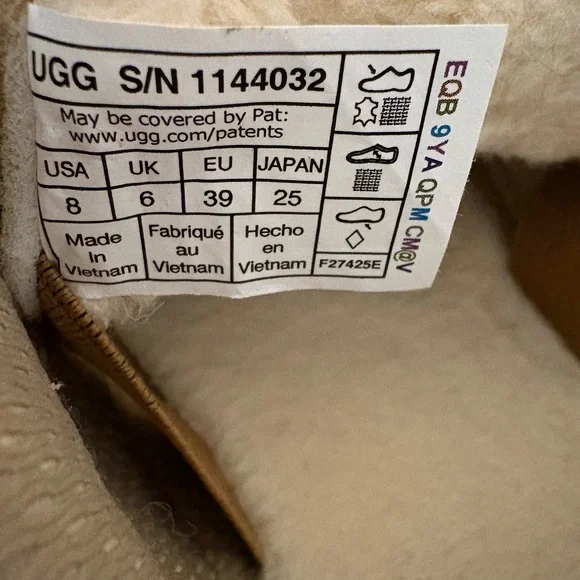 UGG S/N 1144032
May be covered by Pat:
www.ugg.com/patents
USA UK EU JAPAN
8 6 39 25
Made in Vietnam
Fabriqué au Vietnam
Hecho en Vietnam
F27425E
EQB 9YA QPM CM@V